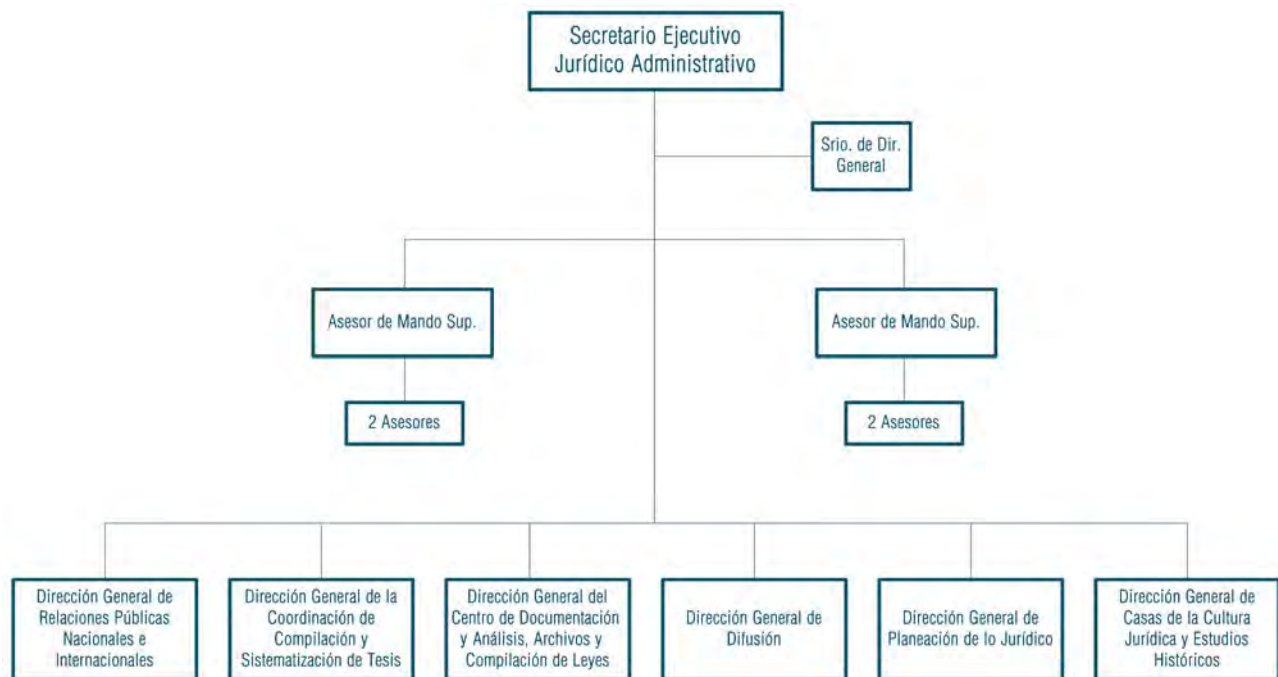 Secretario Ejecutivo
Jurídico Administrativo
Srio. de Dir.
General
Asesor de Mando Sup.
Asesor de Mando Sup.
2 Asesores
2 Asesores
Dirección General de
Relaciones Públicas
Nacionales e
Internacionales
Dirección General de la
Coordinación de
Compilación y
Sistematización de Tesis
Dirección General del
Centro de Documentación
y Análisis, Archivos y
Compilación de Leyes
Dirección General de
Difusión
Dirección General de
Planeación de lo Jurídico
Dirección General de
Casas de la Cultura
Jurídica y Estudios
Históricos